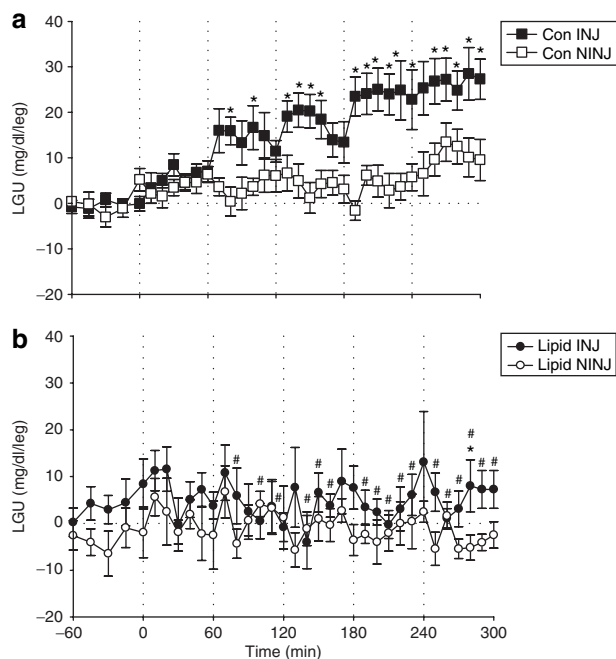 a
Con INJ
Con NINJ
LGU (mg/dl/leg)
40
30
20
10
0
−10
−20
* * * * * * * * * * * * * * * * *
b
Lipid INJ
Lipid NINJ
LGU (mg/dl/leg)
40
30
20
10
0
−10
−20
# # # # # # # # # # # # # # # #
*
−60 0 60 120 180 240 300
Time (min)